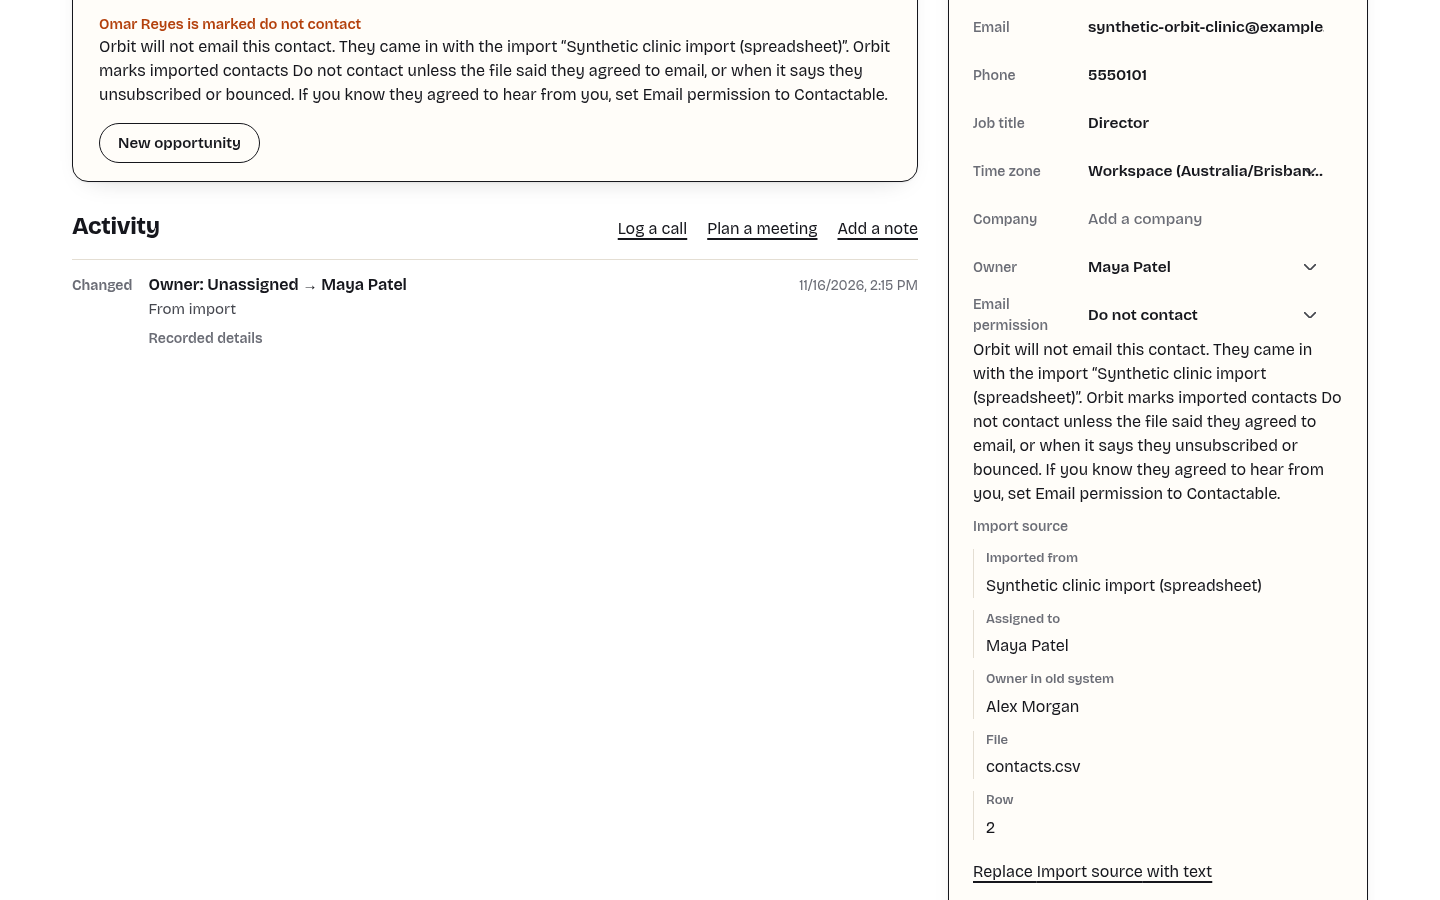 Omar Reyes is marked do not contact
Orbit will not email this contact. They came in with the import “Synthetic clinic import (spreadsheet)”. Orbit
marks imported contacts Do not contact unless the file said they agreed to email, or when it says they
unsubscribed or bounced. If you know they agreed to hear from you, set Email permission to Contactable.
New opportunity
Activity
Log a call
Plan a meeting
Add a note
Changed
Owner: Unassigned → Maya Patel
11/16/2026, 2:15 PM
From import
Recorded details
Email
synthetic-orbit-clinic@example
Phone
5550101
Job title
Director
Time zone
Workspace (Australia/Brisban...
Company
Add a company
Owner
Maya Patel
Email
permission
Do not contact
Orbit will not email this contact. They came in
with the import “Synthetic clinic import
(spreadsheet)”. Orbit marks imported contacts Do
not contact unless the file said they agreed to
email, or when it says they unsubscribed or
bounced. If you know they agreed to hear from
you, set Email permission to Contactable.
Import source
Imported from
Synthetic clinic import (spreadsheet)
Assigned to
Maya Patel
Owner in old system
Alex Morgan
File
contacts.csv
Row
2
Replace Import source with text